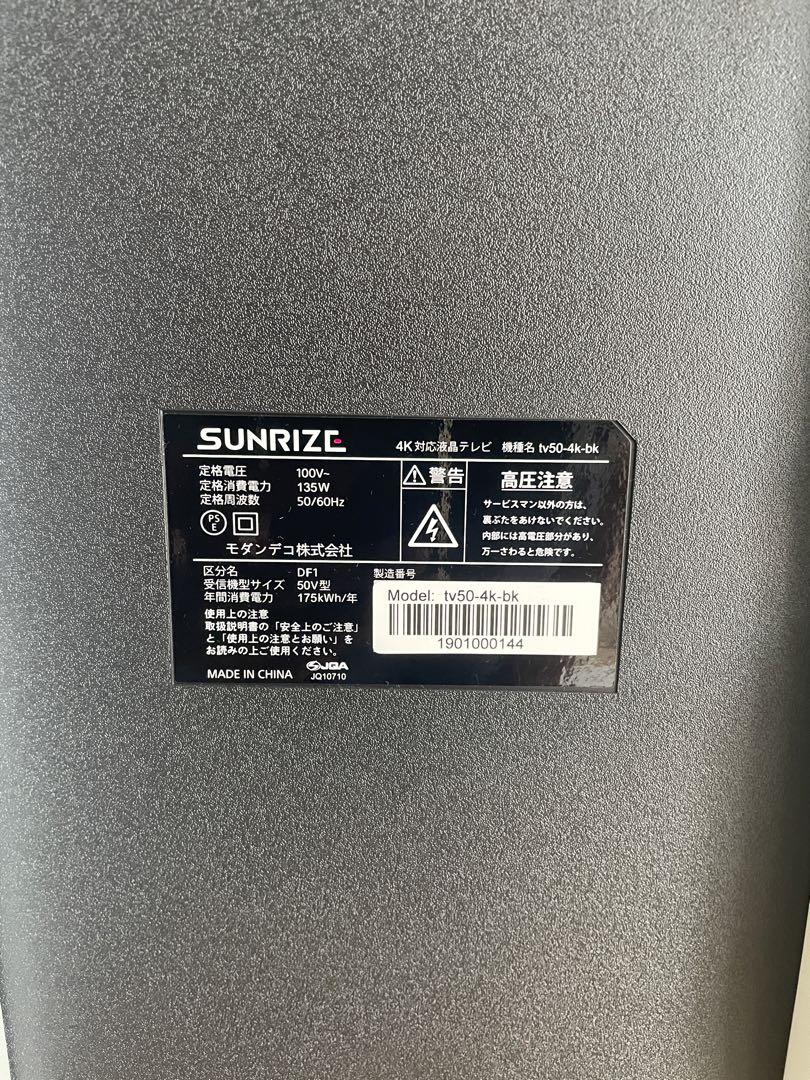 SUNRIZE
4K対応液晶テレビ 機種名 tv50-4k-bk
定格電圧 100V~
定格消費電力 135W
定格周波数 50/60Hz
PS
E
モダンデコ株式会社
警告
高圧注意
サービスマン以外の方は、
裏ぶたをあけないでください。
内部には高電圧部分があり、
万一さわると危険です。
区分名 DF1
受信機型サイズ 50V型
年間消費電力 175kWh/年
使用上の注意
取扱説明書の「安全上のご注意」
と「使用上の注意とお願い」を
お読みの上ご使用ください。
MADE IN CHINA
JQA
JQ10710
製造番号
Model: tv50-4k-bk
1901000144